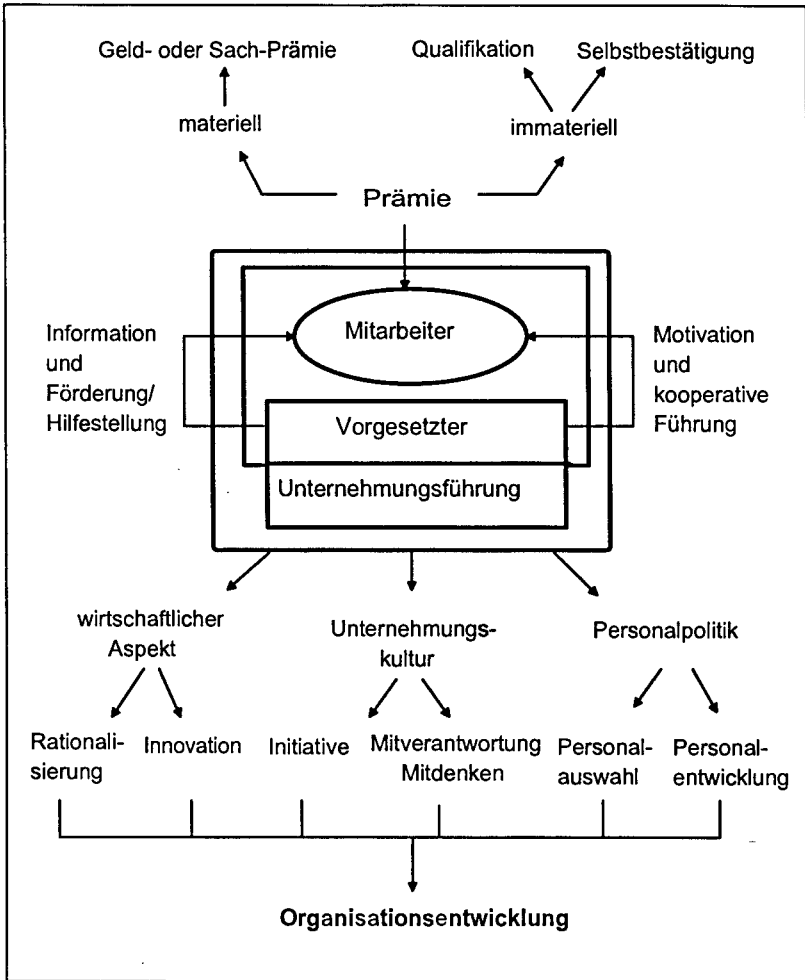 Geld- oder Sach-Prämie
Qualifikation
Selbstbestätigung
materiell
immateriell
Prämie
Mitarbeiter
Information
und
Förderung/
Hilfestellung
Motivation
und
kooperative
Führung
Vorgesetzter
Unternehmungsführung
wirtschaftlicher
Aspekt
Unternehmungs-
kultur
Personalpolitik
Rationali-
sierung
Innovation
Initiative
Mitverantwortung
Mitdenken
Personal-
auswahl
Personal-
entwicklung
Organisationsentwicklung